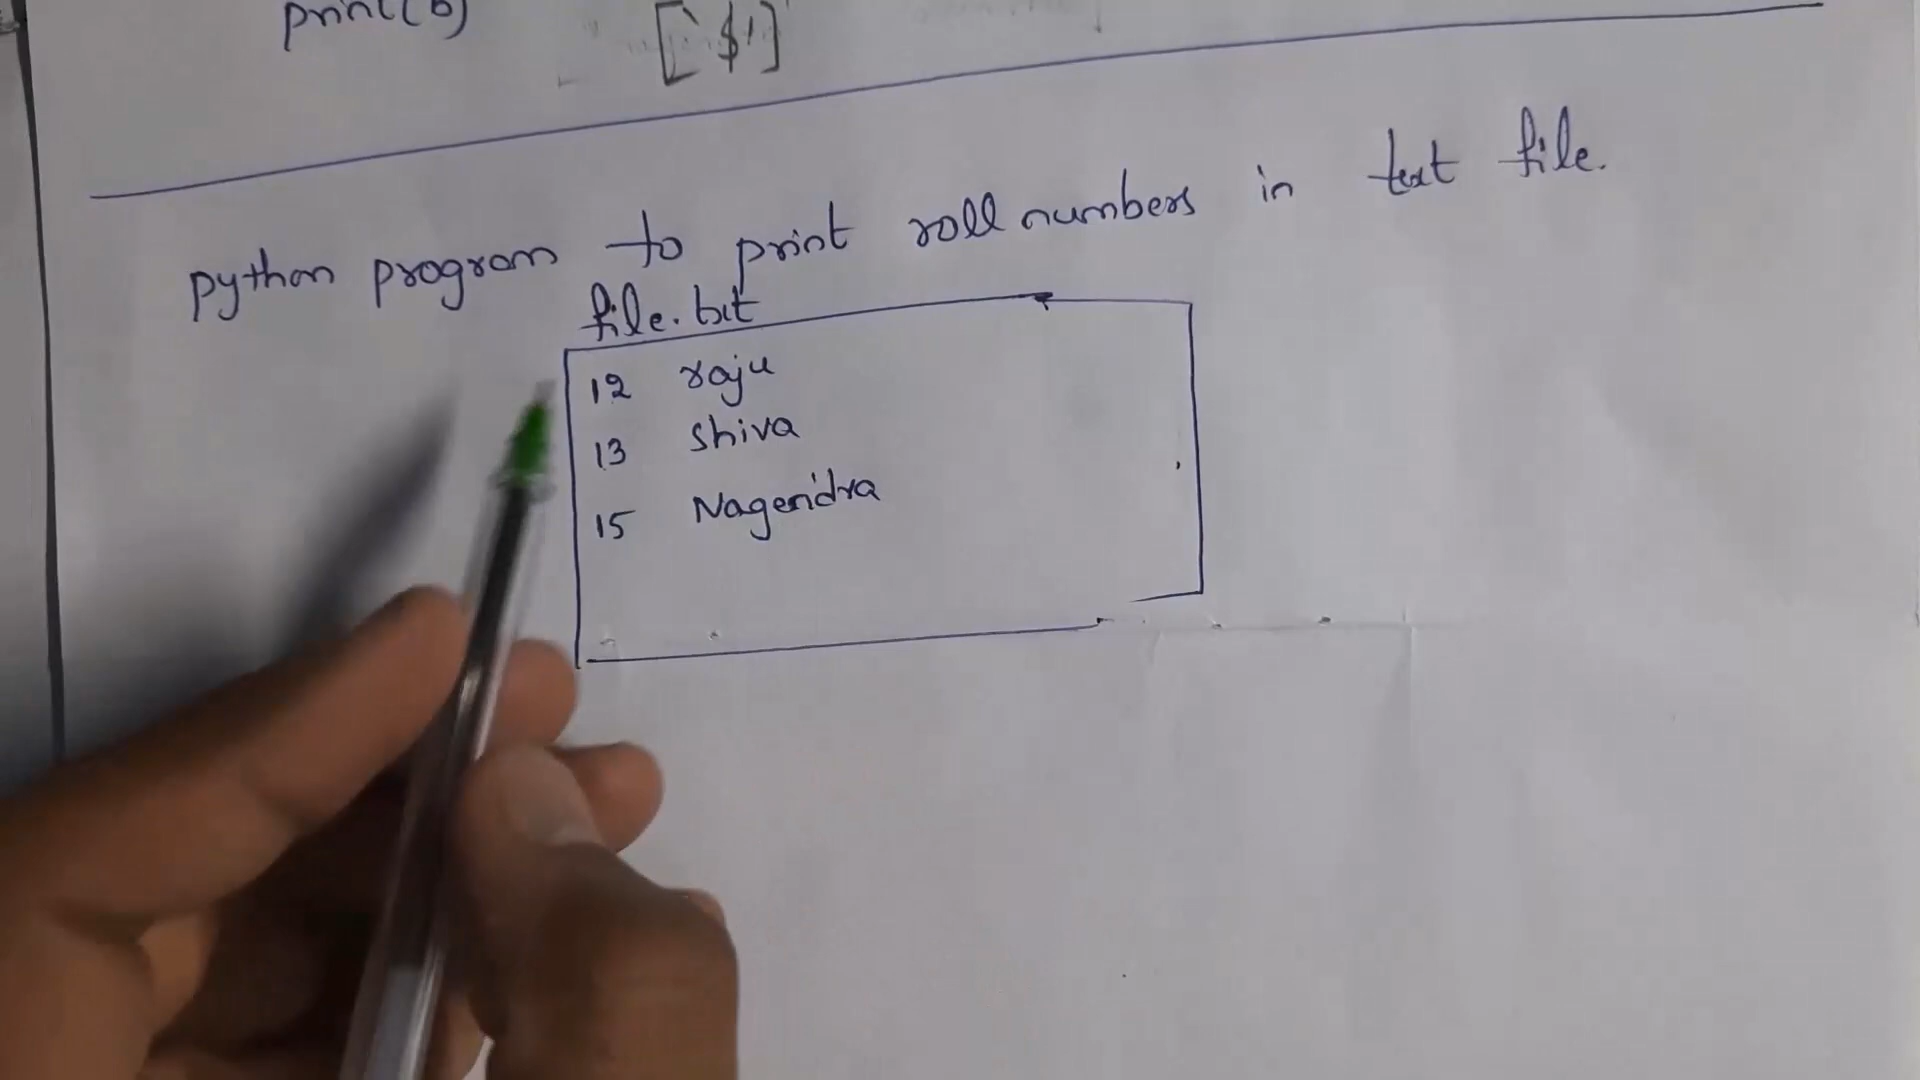 print(b)
['$']
python program to print roll numbers in text file.
file.txt
12 raju
13 shiva
15 Nagendra